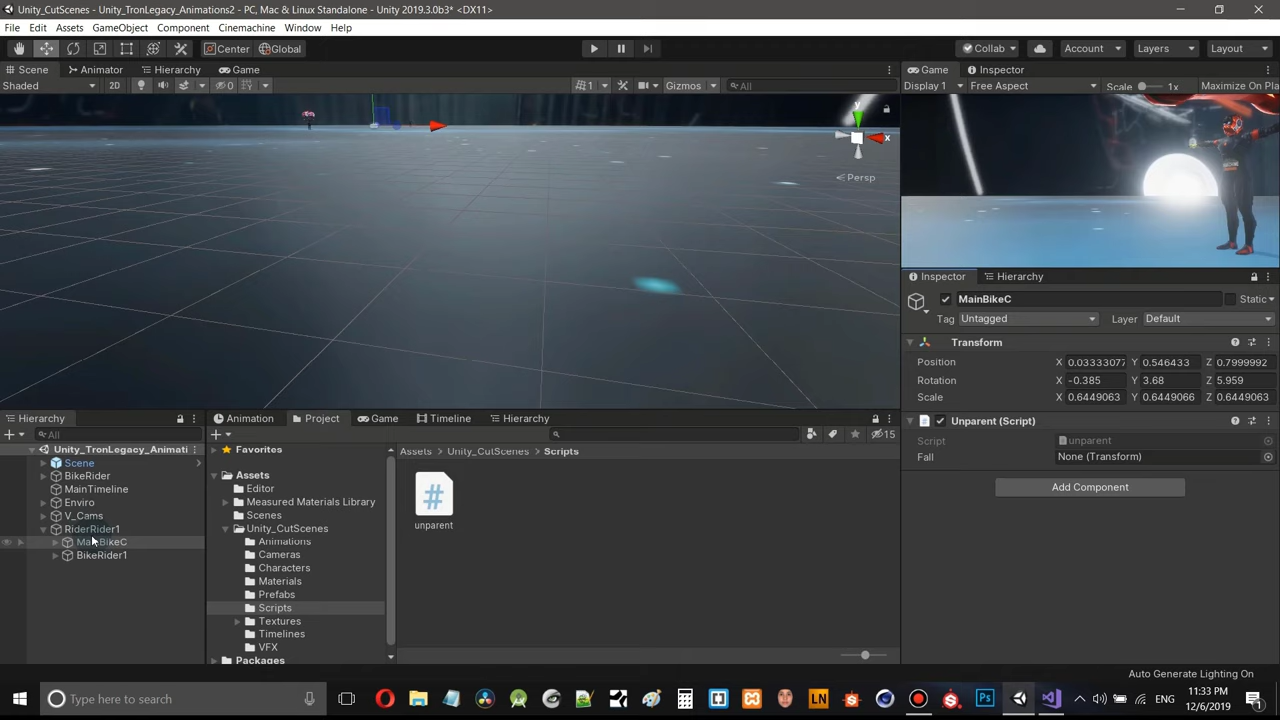 Unity_CutScenes - Unity_TronLegacy_Animations2 - PC, Mac & Linux Standalone - Unity 2019.3.0b3* <DX11>
File Edit Assets GameObject Component Cinemachine Window Help
Center Global Collab Account Layers Layout
Scene Animator Hierarchy Game Game Inspector
Shaded 2D 0 1 Gizmos All Display 1 Free Aspect Scale 1x Maximize On Pla
y
x
Persp
Inspector Hierarchy
MainBikeC Static
Tag Untagged Layer Default
Transform
Position X 0.03333077 Y 0.546433 Z 0.7999992
Rotation X -0.385 Y 3.68 Z 5.959
Scale X 0.6449063 Y 0.6449066 Z 0.6449063
Unparent (Script)
Script unparent
Fall None (Transform)
Add Component
Hierarchy Animation Project Game Timeline Hierarchy
All 15
Unity_TronLegacy_Animati
Scene
BikeRider
MainTimeline
Enviro
V_Cams
RiderRider1
MainBikeC
BikeRider1
Favorites
Assets
Editor
Measured Materials Library
Scenes
Unity_CutScenes
Animations
Cameras
Characters
Materials
Prefabs
Scripts
Textures
Timelines
VFX
Packages
Assets Unity_CutScenes Scripts
#
unparent
Auto Generate Lighting On
Type here to search
LN
Ps
ENG
11:33 PM
12/6/2019
1